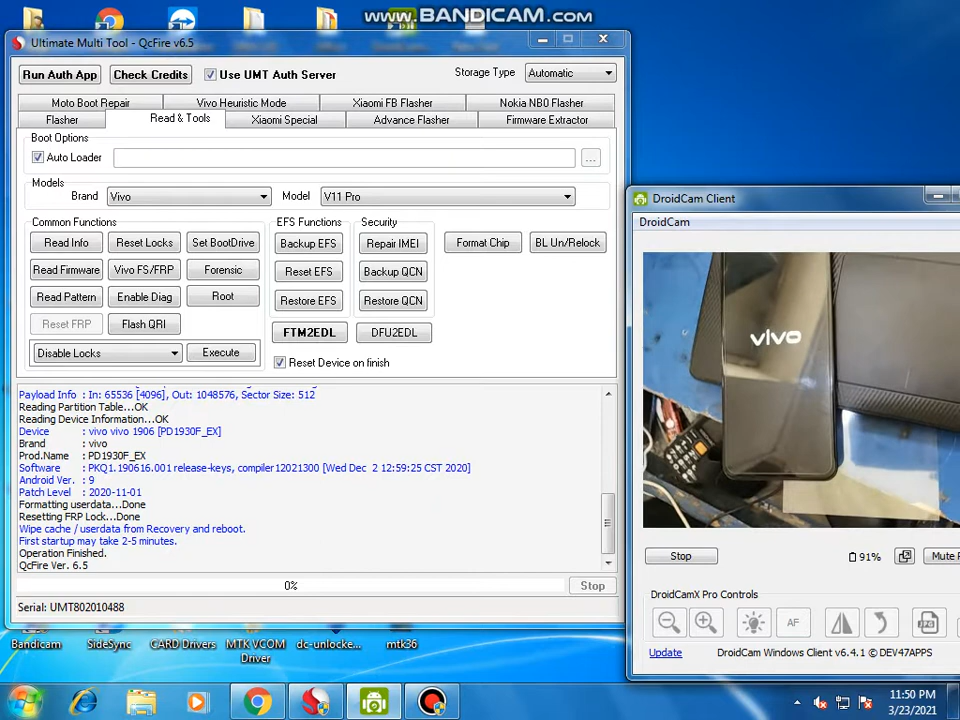 WWW.BANDICAM.COM
Ultimate Multi Tool - QcFire v6.5
Run Auth App
Check Credits
Use UMT Auth Server
Storage Type
Automatic
Moto Boot Repair
Vivo Heuristic Mode
Xiaomi FB Flasher
Nokia NB0 Flasher
Flasher
Read & Tools
Xiaomi Special
Advance Flasher
Firmware Extractor
Boot Options
Auto Loader
...
Models
Brand
Vivo
Model
V11 Pro
Common Functions
EFS Functions
Security
Read Info
Reset Locks
Set BootDrive
Backup EFS
Repair IMEI
Format Chip
BL Un/Relock
Read Firmware
Vivo FS/FRP
Forensic
Reset EFS
Backup QCN
Read Pattern
Enable Diag
Root
Restore EFS
Restore QCN
Reset FRP
Flash QRI
FTM2EDL
DFU2EDL
Disable Locks
Execute
Reset Device on finish
Payload Info : In: 65536 [4096], Out: 1048576, Sector Size: 512
Reading Partition Table...OK
Reading Device Information...OK
Device : vivo vivo 1906 [PD1930F_EX]
Brand : vivo
Prod.Name : PD1930F_EX
Software : PKQ1.190616.001 release-keys, compiler12021300 [Wed Dec 2 12:59:25 CST 2020]
Android Ver. : 9
Patch Level : 2020-11-01
Formatting userdata...Done
Resetting FRP Lock...Done
Wipe cache / userdata from Recovery and reboot.
First startup may take 2-5 minutes.
Operation Finished.
QcFire Ver. 6.5
0%
Stop
Serial: UMT802010488
DroidCam Client
DroidCam
vivo
Stop
91%
Mute
DroidCamX Pro Controls
AF
JPG
Update
DroidCam Windows Client v6.4.1 © DEV47APPS
Bandicam
SideSync
CARD Drivers
MTK VCOM
Driver
dc-unlocke...
mtk36
11:50 PM
3/23/2021